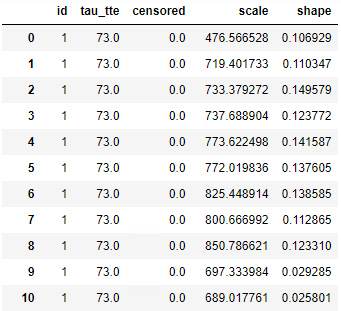 id tau_tte censored scale shape
0 1 73.0 0.0 476.566528 0.106929
1 1 73.0 0.0 719.401733 0.110347
2 1 73.0 0.0 733.379272 0.149579
3 1 73.0 0.0 737.688904 0.123772
4 1 73.0 0.0 773.622498 0.141587
5 1 73.0 0.0 772.019836 0.137605
6 1 73.0 0.0 825.448914 0.138585
7 1 73.0 0.0 800.666992 0.112865
8 1 73.0 0.0 850.786621 0.123310
9 1 73.0 0.0 697.333984 0.029285
10 1 73.0 0.0 689.017761 0.025801